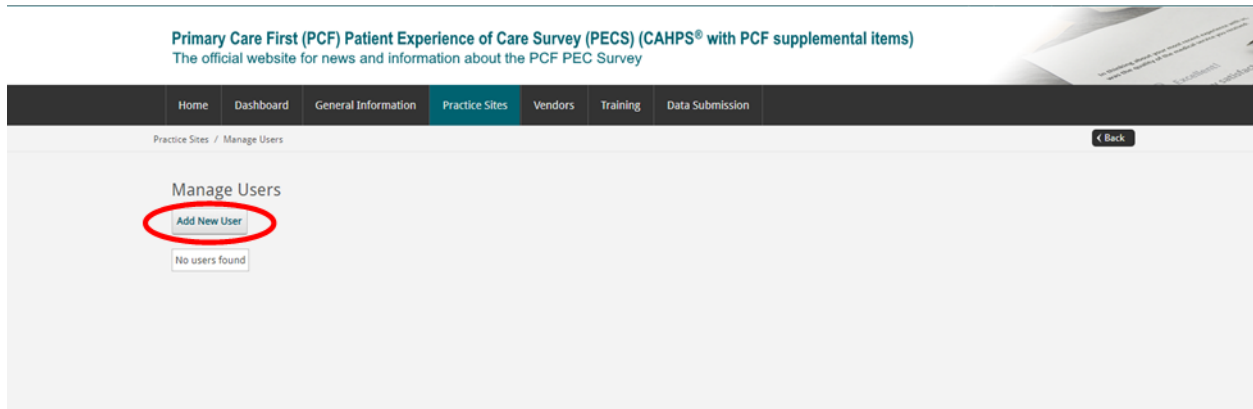 Primary Care First (PCF) Patient Experience of Care Survey (PECS) (CAHPS® with PCF supplemental items)
The official website for news and information about the PCF PEC Survey
Home Dashboard General Information Practice Sites Vendors Training Data Submission
Practice Sites / Manage Users
Back
Manage Users
Add New User
No users found